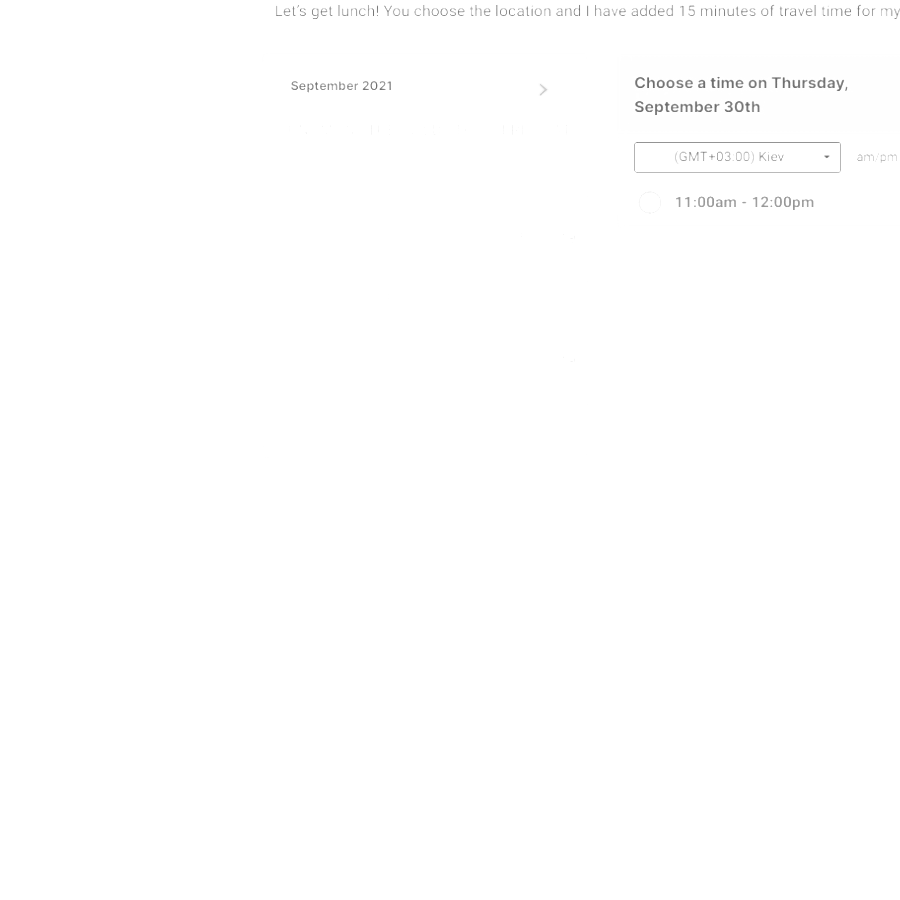 Let's get lunch! You choose the location and I have added 15 minutes of travel time for my
September 2021
Choose a time on Thursday,
September 30th
(GMT+03:00) Kiev
am/pm
11:00am - 12:00pm